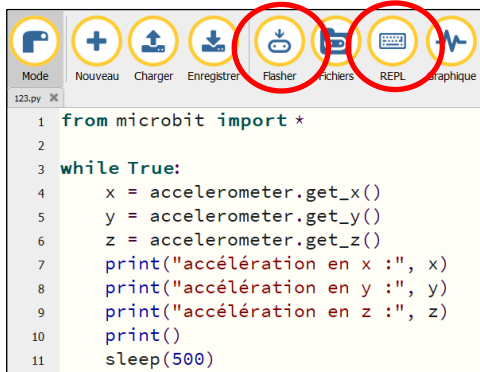 Mode Nouveau Charger Enregistrer Flasher Fichiers REPL Graphique
123.py
1 from microbit import *
2
3 while True:
4     x = accelerometer.get_x()
5     y = accelerometer.get_y()
6     z = accelerometer.get_z()
7     print("accélération en x :", x)
8     print("accélération en y :", y)
9     print("accélération en z :", z)
10     print()
11     sleep(500)